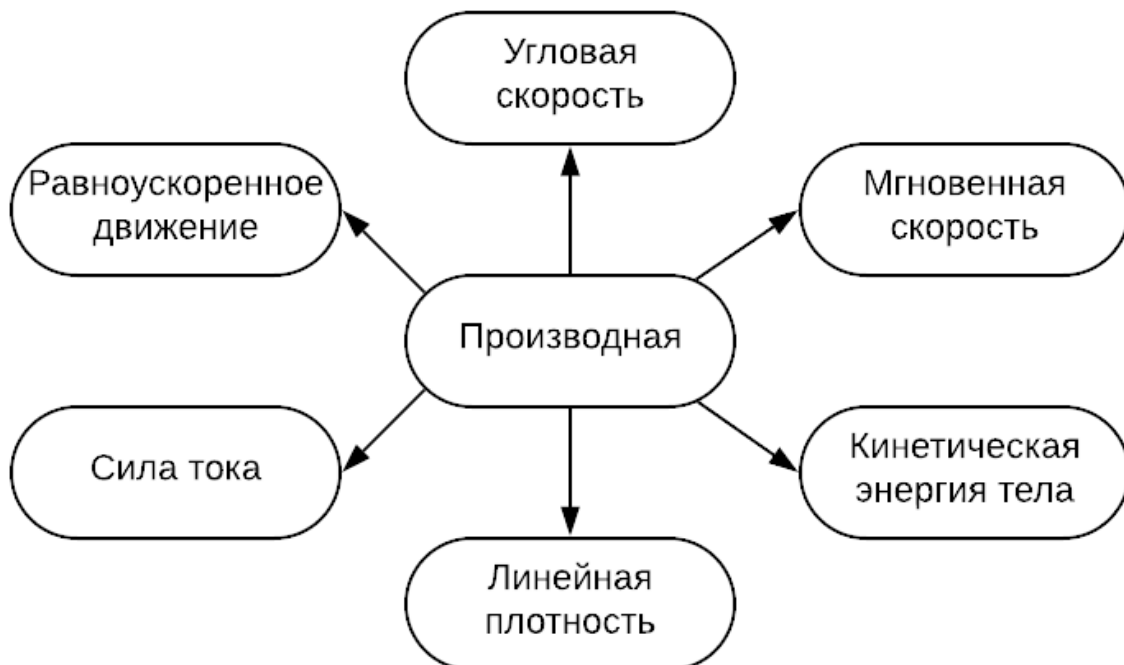 Угловая
скорость
Равноускоренное
движение
Мгновенная
скорость
Производная
Сила тока
Кинетическая
энергия тела
Линейная
плотность